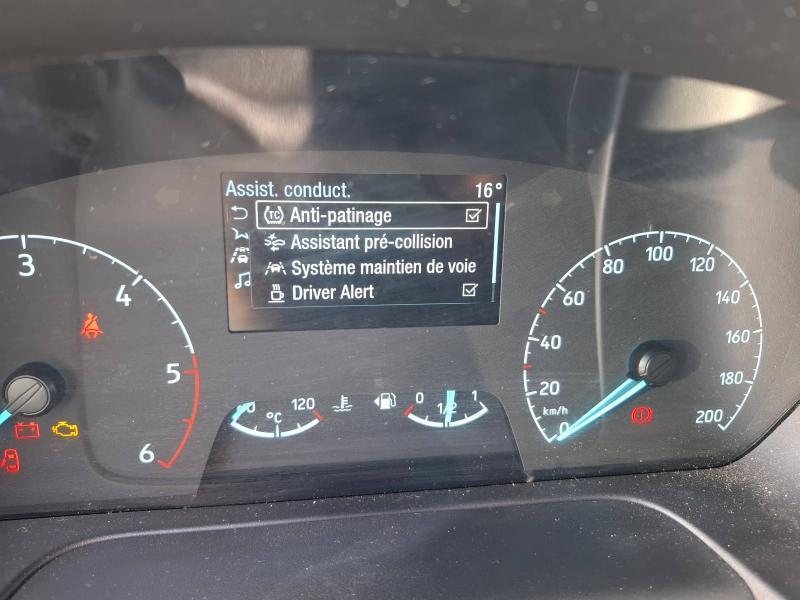 Assist. conduct. 16°
TC Anti-patinage
Assistant pré-collision
Système maintien de voie
Driver Alert
3
4
5
6
°C
120
0
1/2
1
km/h
0
20
40
60
80
100
120
140
160
180
200